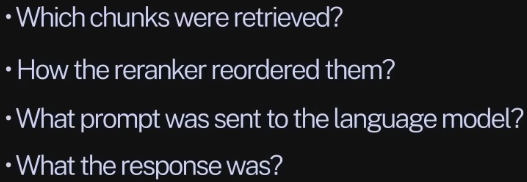 • Which chunks were retrieved?
• How the reranker reordered them?
• What prompt was sent to the language model?
• What the response was?